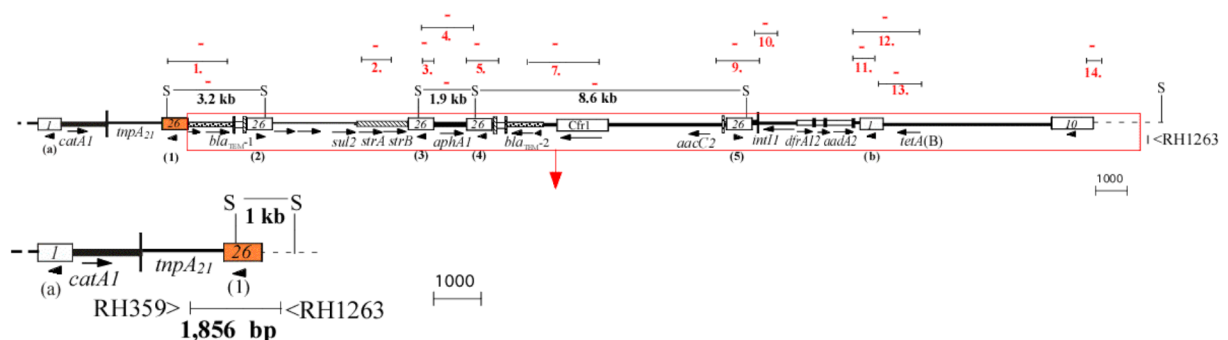 - - -
4. 10. 12.
- - - - - -
1. 2. 3. 5. 7. 9. 11. 14.
- - - -
13.
S 3.2 kb S S 1.9 kb S 8.6 kb S S
1 26 26 26 26 Cfr1 26 1 10
(a) catA1 tnpA21 blaTEM-1 sul2 strA strB aphA1 blaTEM-2 aacC2 intI1 dfrA12 aadA2 tetA(B) <RH1263
(1) (2) (3) (4) (5) (b)
1000
S S
1 kb
1 26
catA1 tnpA21
(a) (1)
1000
RH359> <RH1263
1,856 bp